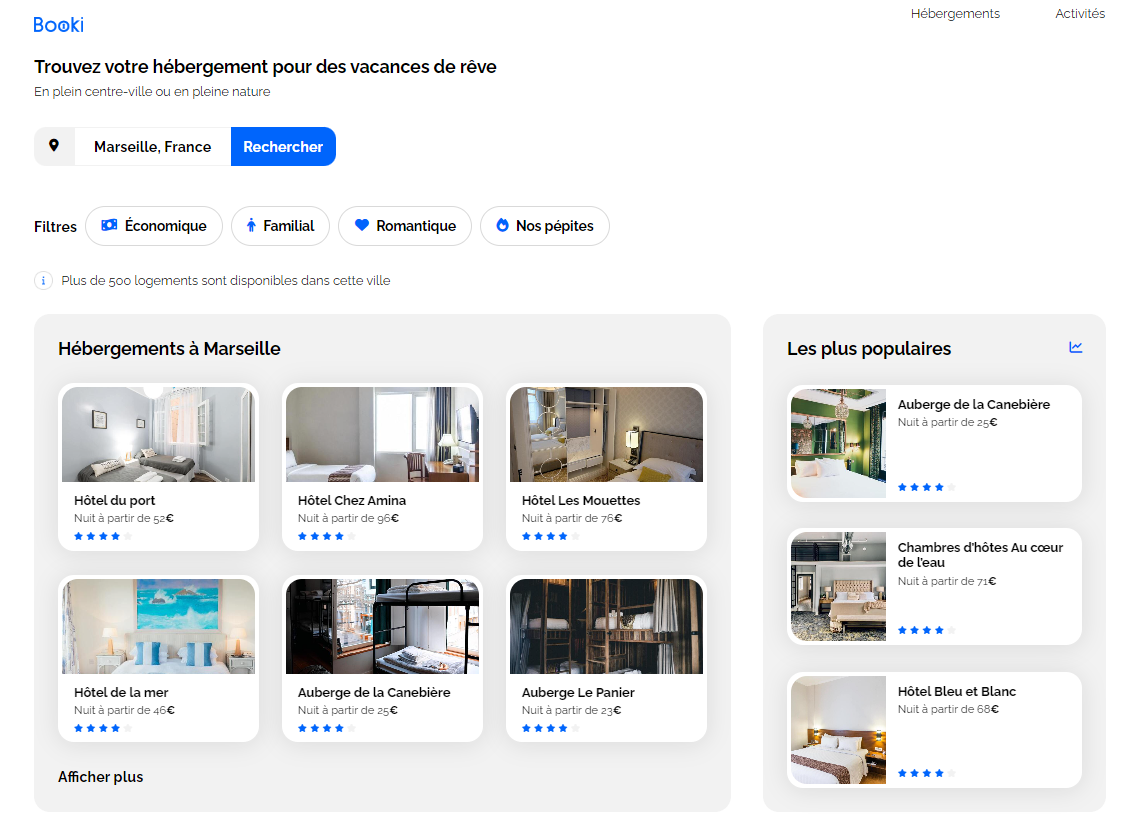 Booki
Hébergements
Activités
Trouvez votre hébergement pour des vacances de rêve
En plein centre-ville ou en pleine nature
Marseille, France
Rechercher
Filtres
Économique
Familial
Romantique
Nos pépites
Plus de 500 logements sont disponibles dans cette ville
Hébergements à Marseille
Hôtel du port
Nuit à partir de 52€
Hôtel Chez Amina
Nuit à partir de 96€
Hôtel Les Mouettes
Nuit à partir de 76€
Hôtel de la mer
Nuit à partir de 46€
Auberge de la Canebière
Nuit à partir de 25€
Auberge Le Panier
Nuit à partir de 23€
Afficher plus
Les plus populaires
Auberge de la Canebière
Nuit à partir de 25€
Chambres d'hôtes Au cœur
de l'eau
Nuit à partir de 71€
Hôtel Bleu et Blanc
Nuit à partir de 68€